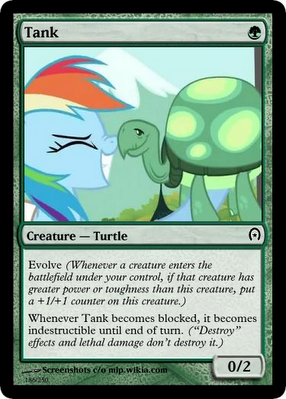 Tank
Creature — Turtle
Evolve (Whenever a creature enters the
battlefield under your control, if that creature has
greater power or toughness than this creature, put
a +1/+1 counter on this creature.)
Whenever Tank becomes blocked, it becomes
indestructible until end of turn. ("Destroy"
effects and lethal damage don't destroy it.)
0/2
Screenshots c/o mlp.wikia.com